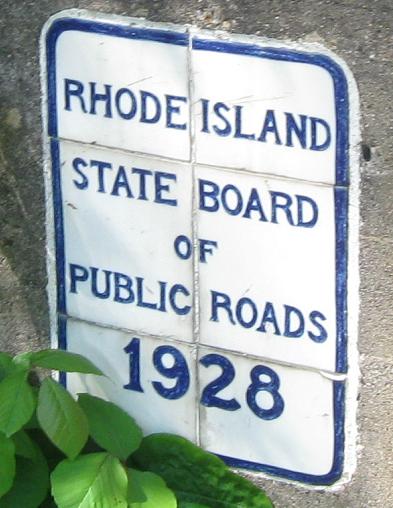 RHODE ISLAND
STATE BOARD
OF
PUBLIC ROADS
1928